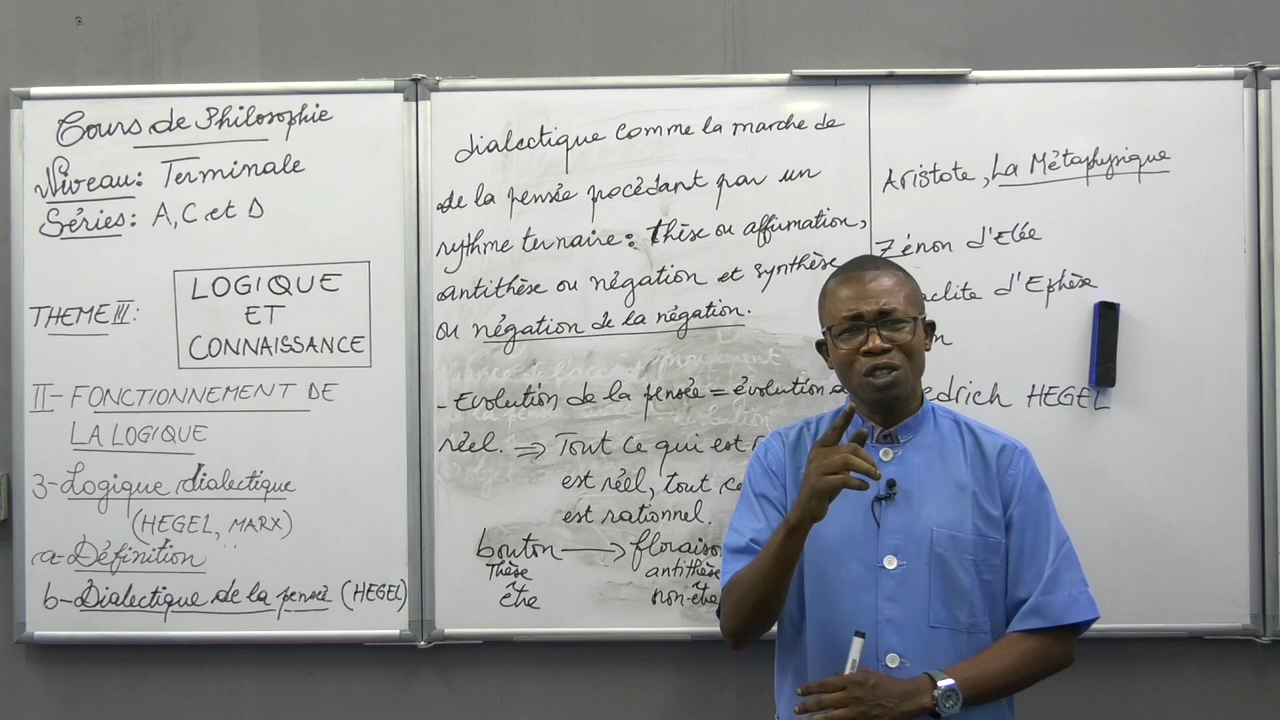 Cours de Philosophie
Niveau: Terminale
Séries: A, C et D
THEME III:
LOGIQUE
ET
CONNAISSANCE
II- FONCTIONNEMENT DE
LA LOGIQUE
3-Logique dialectique
(HEGEL, MARX)
a-Définition
b-Dialectique de la pensée (HEGEL)
dialectique comme la marche de
de la pensée procédant par un
rythme ternaire: thèse ou affirmation,
antithèse ou négation et synthèse
ou négation de la négation.
-Evolution de la pensée = évolution
réel. ⇒ Tout ce qui est
est réel, tout
est rationnel.
bouton → floraison
Thèse antithèse
être non-être
Aristote, La Métaphysique
Zénon d'Elée
d'Ephèse
HEGEL